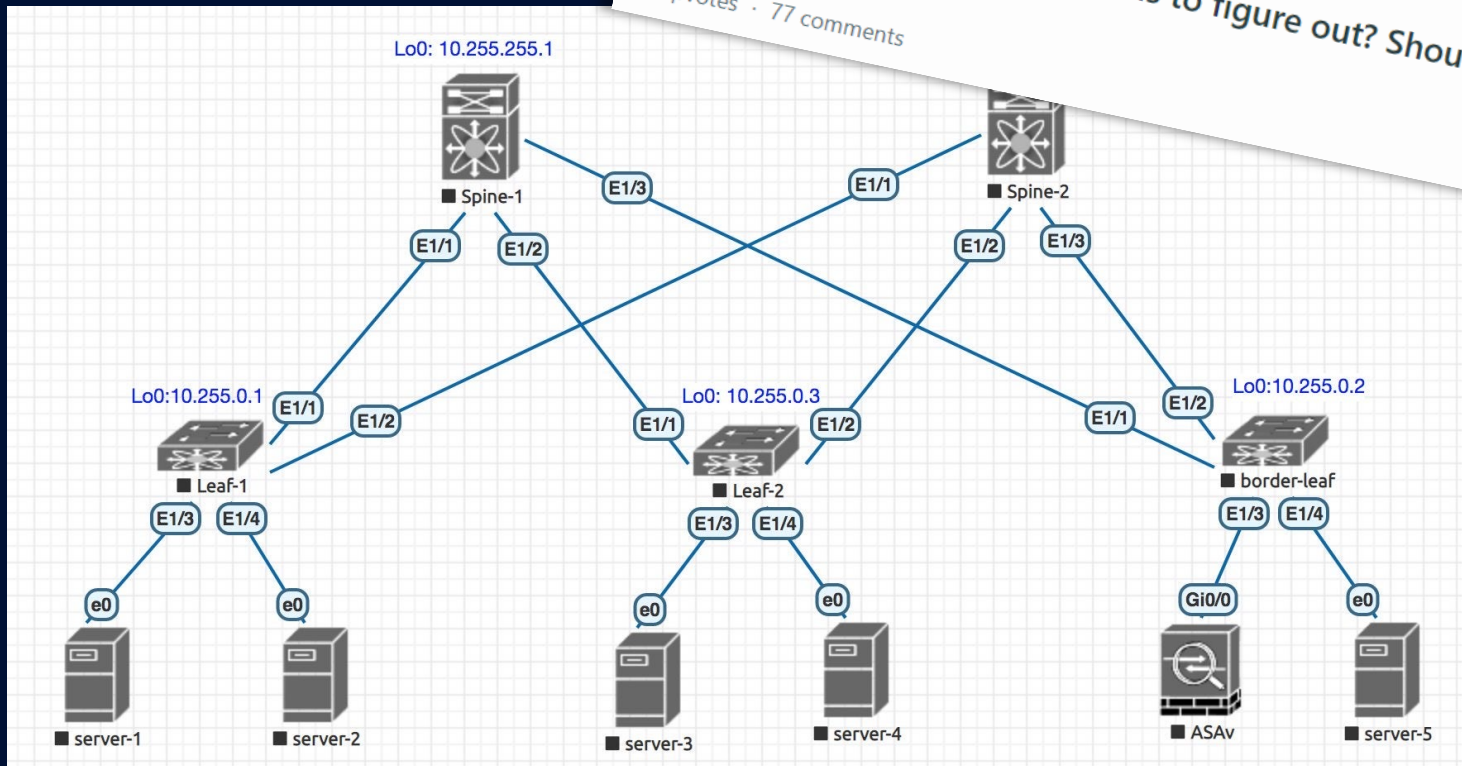 to figure out? Shou
77 comments
Lo0: 10.255.255.1
Spine-1
Spine-2
E1/3
E1/1
E1/1
E1/2
E1/2
E1/3
Lo0:10.255.0.1
Lo0: 10.255.0.3
Lo0:10.255.0.2
E1/1
E1/2
E1/1
E1/2
E1/1
E1/2
Leaf-1
Leaf-2
border-leaf
E1/3
E1/4
E1/3
E1/4
E1/3
E1/4
e0
e0
e0
e0
Gi0/0
e0
server-1
server-2
server-3
server-4
ASAv
server-5